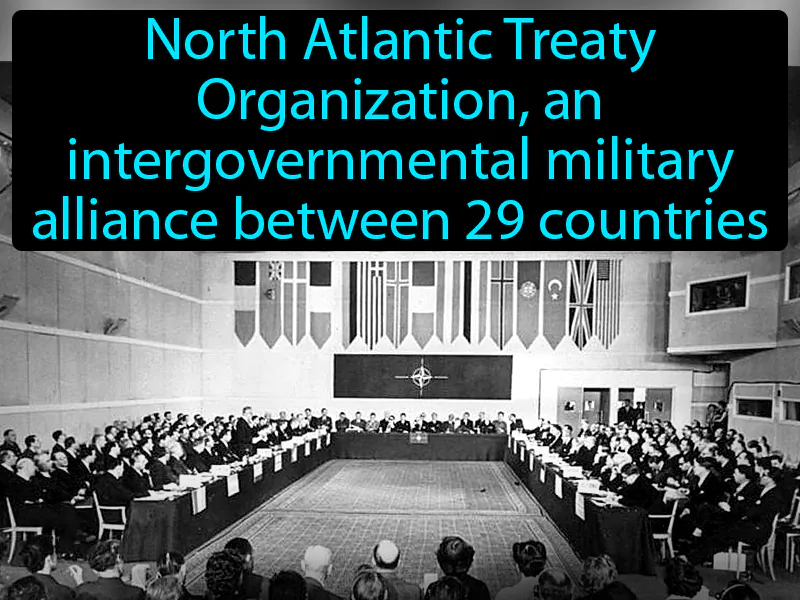 North Atlantic Treaty
Organization, an
intergovernmental military
alliance between 29 countries